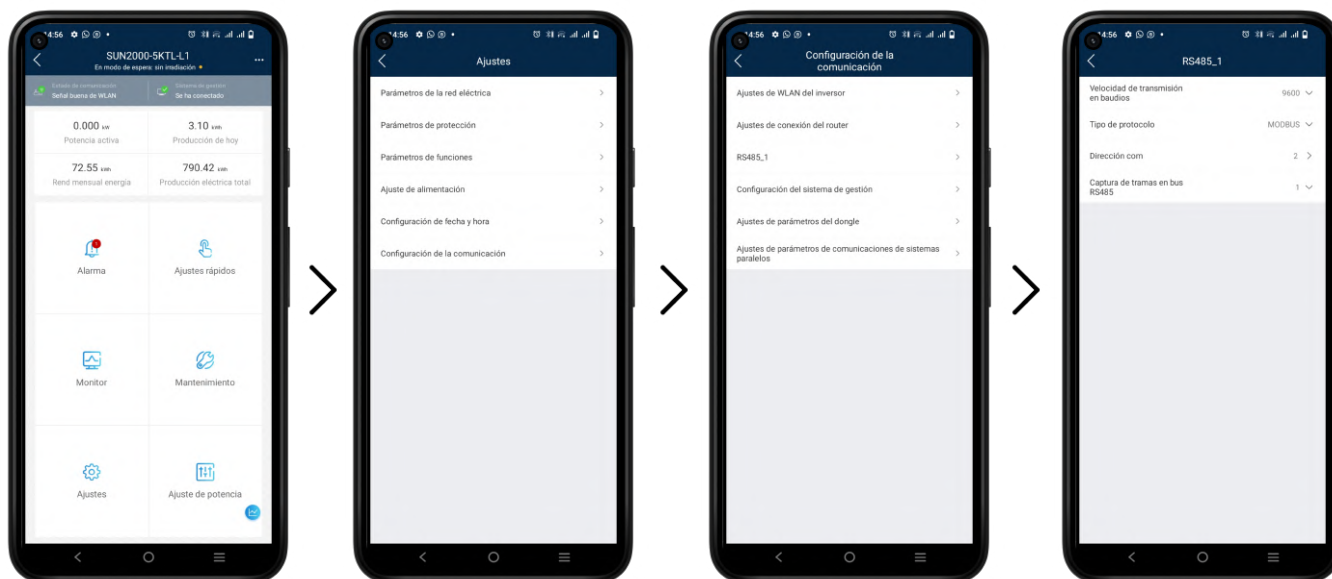 4:56
SUN2000-5KTL-L1
En modo de espera: sin irradiación
Estado de comunicación
Señal buena de WLAN
Sistema de gestión
Se ha conectado
0.000 kW
Potencia activa
3.10 kWh
Producción de hoy
72.55 kWh
Rend mensual energía
790.42 kWh
Producción eléctrica total
Alarma
Ajustes rápidos
Monitor
Mantenimiento
Ajustes
Ajuste de potencia
14:56
Ajustes
Parámetros de la red eléctrica
Parámetros de protección
Parámetros de funciones
Ajuste de alimentación
Configuración de fecha y hora
Configuración de la comunicación
4:56
Configuración de la
comunicación
Ajustes de WLAN del inversor
Ajustes de conexión del router
RS485_1
Configuración del sistema de gestión
Ajustes de parámetros del dongle
Ajustes de parámetros de comunicaciones de sistemas
paralelos
4:56
RS485_1
Velocidad de transmisión
en baudios
9600
Tipo de protocolo
MODBUS
Dirección com
2
Captura de tramas en bus
RS485
1